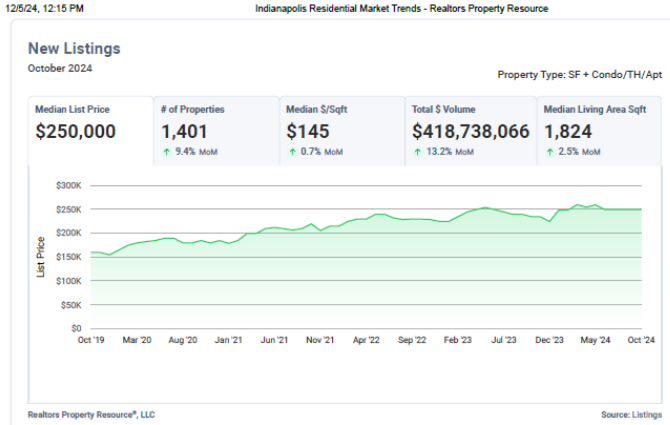 12/5/24, 12:15 PM Indianapolis Residential Market Trends - Realtors Property Resource
New Listings
October 2024
Property Type: SF + Condo/TH/Apt
Median List Price # of Properties Median $/Sqft Total $ Volume Median Living Area Sqft
$250,000 1,401 $145 $418,738,066 1,824
↑ 9.4% MoM ↑ 0.7% MoM ↑ 13.2% MoM ↑ 2.5% MoM
$300K
$250K
$200K
$150K
$100K
$50K
$0
List Price
Oct '19 Mar '20 Aug '20 Jan '21 Jun '21 Nov '21 Apr '22 Sep '22 Feb '23 Jul '23 Dec '23 May '24 Oct '24
Realtors Property Resource®, LLC Source: Listings